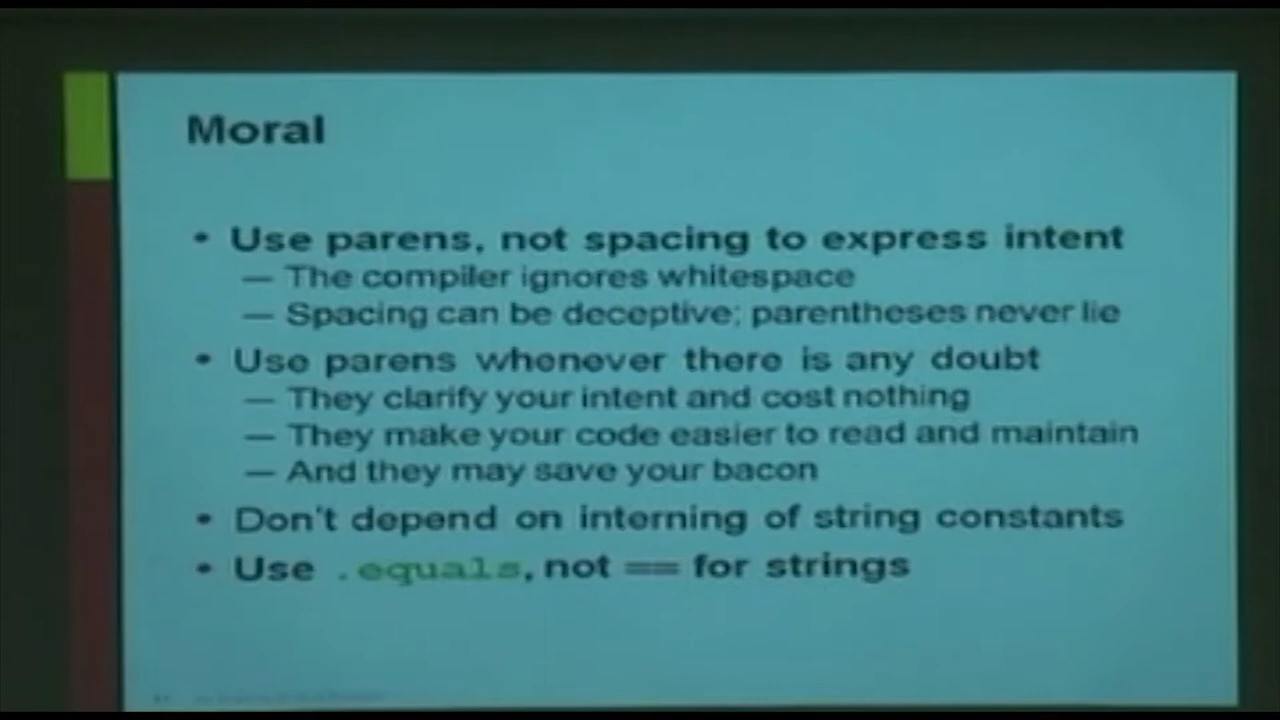 Moral
• Use parens, not spacing to express intent
— The compiler ignores whitespace
— Spacing can be deceptive; parentheses never lie
• Use parens whenever there is any doubt
— They clarify your intent and cost nothing
— They make your code easier to read and maintain
— And they may save your bacon
• Don't depend on interning of string constants
• Use .equals, not == for strings